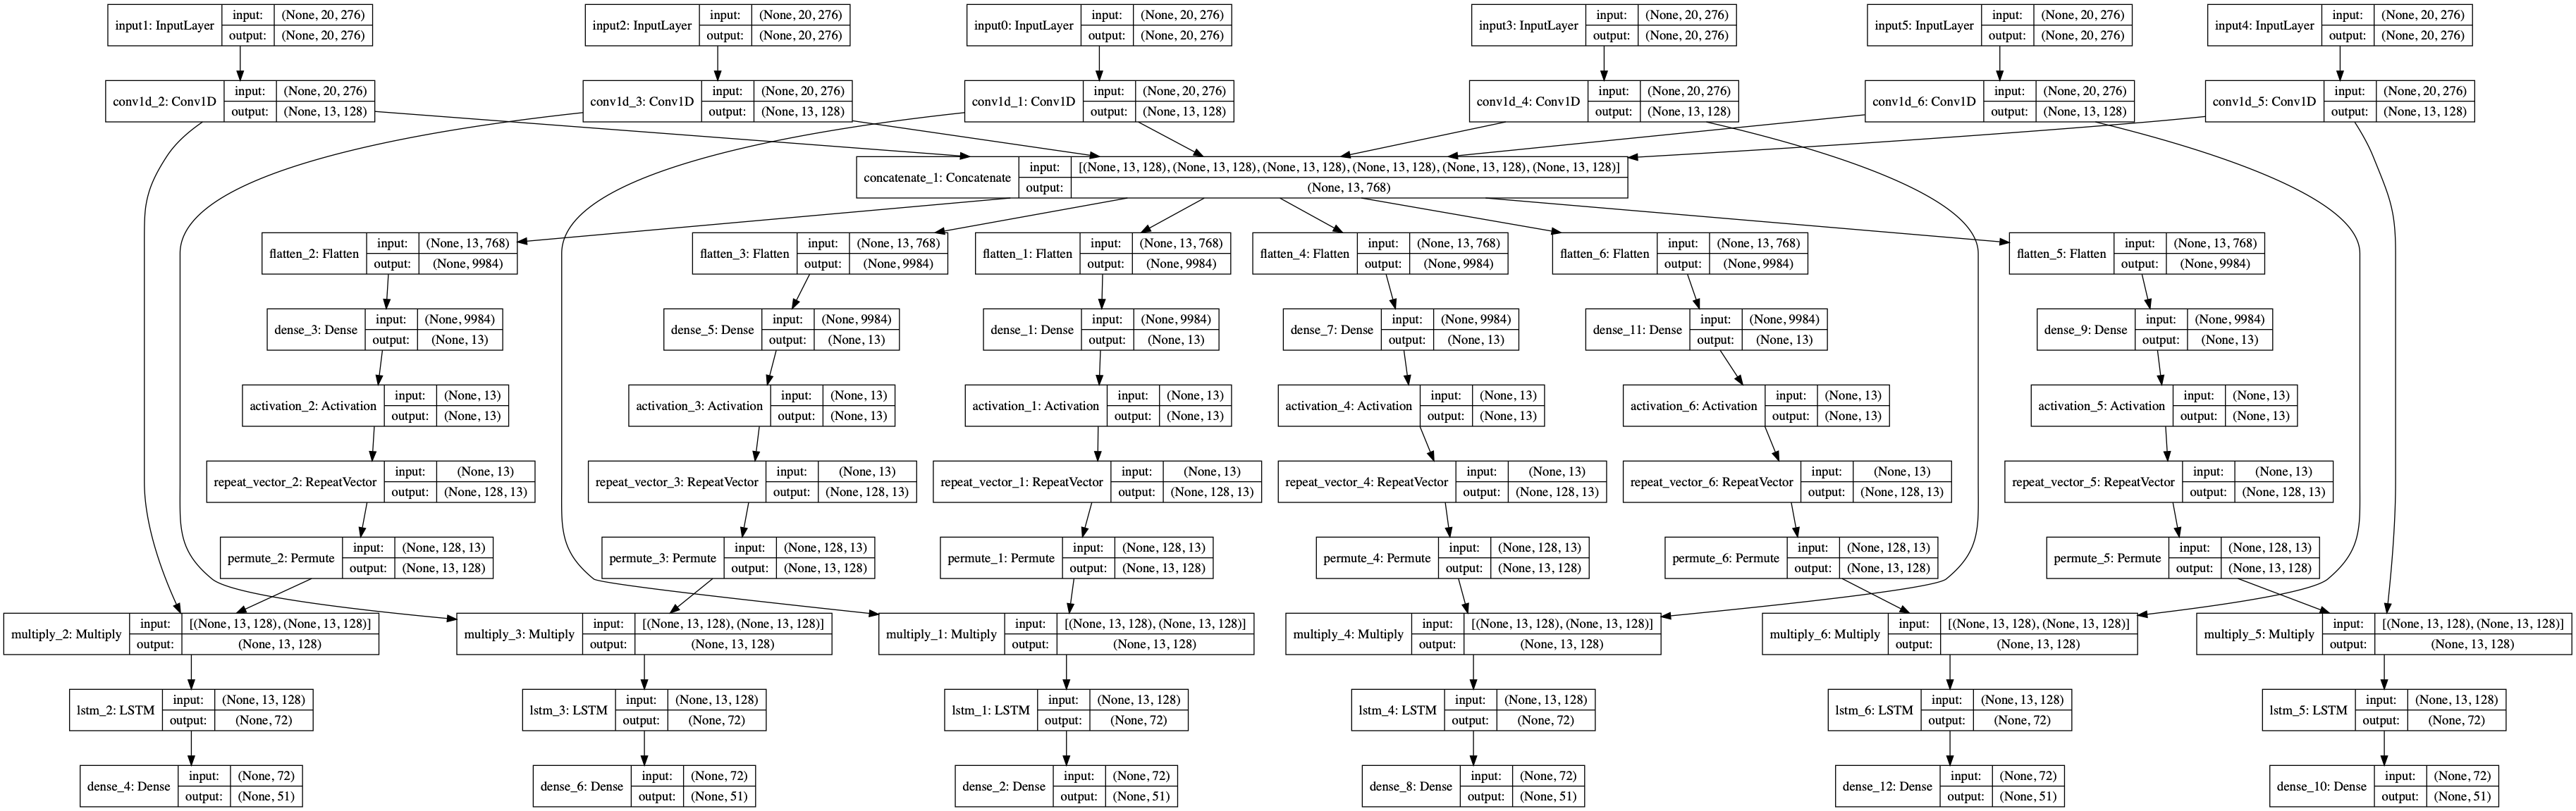 input1: InputLayer input: (None, 20, 276) output: (None, 20, 276)
input2: InputLayer input: (None, 20, 276) output: (None, 20, 276)
input0: InputLayer input: (None, 20, 276) output: (None, 20, 276)
input3: InputLayer input: (None, 20, 276) output: (None, 20, 276)
input5: InputLayer input: (None, 20, 276) output: (None, 20, 276)
input4: InputLayer input: (None, 20, 276) output: (None, 20, 276)
conv1d_2: Conv1D input: (None, 20, 276) output: (None, 13, 128)
conv1d_3: Conv1D input: (None, 20, 276) output: (None, 13, 128)
conv1d_1: Conv1D input: (None, 20, 276) output: (None, 13, 128)
conv1d_4: Conv1D input: (None, 20, 276) output: (None, 13, 128)
conv1d_6: Conv1D input: (None, 20, 276) output: (None, 13, 128)
conv1d_5: Conv1D input: (None, 20, 276) output: (None, 13, 128)
concatenate_1: Concatenate input: [(None, 13, 128), (None, 13, 128), (None, 13, 128), (None, 13, 128), (None, 13, 128), (None, 13, 128)] output: (None, 13, 768)
flatten_2: Flatten input: (None, 13, 768) output: (None, 9984)
flatten_3: Flatten input: (None, 13, 768) output: (None, 9984)
flatten_1: Flatten input: (None, 13, 768) output: (None, 9984)
flatten_4: Flatten input: (None, 13, 768) output: (None, 9984)
flatten_6: Flatten input: (None, 13, 768) output: (None, 9984)
flatten_5: Flatten input: (None, 13, 768) output: (None, 9984)
dense_3: Dense input: (None, 9984) output: (None, 13)
dense_5: Dense input: (None, 9984) output: (None, 13)
dense_1: Dense input: (None, 9984) output: (None, 13)
dense_7: Dense input: (None, 9984) output: (None, 13)
dense_11: Dense input: (None, 9984) output: (None, 13)
dense_9: Dense input: (None, 9984) output: (None, 13)
activation_2: Activation input: (None, 13) output: (None, 13)
activation_3: Activation input: (None, 13) output: (None, 13)
activation_1: Activation input: (None, 13) output: (None, 13)
activation_4: Activation input: (None, 13) output: (None, 13)
activation_6: Activation input: (None, 13) output: (None, 13)
activation_5: Activation input: (None, 13) output: (None, 13)
repeat_vector_2: RepeatVector input: (None, 13) output: (None, 128, 13)
repeat_vector_3: RepeatVector input: (None, 13) output: (None, 128, 13)
repeat_vector_1: RepeatVector input: (None, 13) output: (None, 128, 13)
repeat_vector_4: RepeatVector input: (None, 13) output: (None, 128, 13)
repeat_vector_6: RepeatVector input: (None, 13) output: (None, 128, 13)
repeat_vector_5: RepeatVector input: (None, 13) output: (None, 128, 13)
permute_2: Permute input: (None, 128, 13) output: (None, 13, 128)
permute_3: Permute input: (None, 128, 13) output: (None, 13, 128)
permute_1: Permute input: (None, 128, 13) output: (None, 13, 128)
permute_4: Permute input: (None, 128, 13) output: (None, 13, 128)
permute_6: Permute input: (None, 128, 13) output: (None, 13, 128)
permute_5: Permute input: (None, 128, 13) output: (None, 13, 128)
multiply_2: Multiply input: [(None, 13, 128), (None, 13, 128)] output: (None, 13, 128)
multiply_3: Multiply input: [(None, 13, 128), (None, 13, 128)] output: (None, 13, 128)
multiply_1: Multiply input: [(None, 13, 128), (None, 13, 128)] output: (None, 13, 128)
multiply_4: Multiply input: [(None, 13, 128), (None, 13, 128)] output: (None, 13, 128)
multiply_6: Multiply input: [(None, 13, 128), (None, 13, 128)] output: (None, 13, 128)
multiply_5: Multiply input: [(None, 13, 128), (None, 13, 128)] output: (None, 13, 128)
lstm_2: LSTM input: (None, 13, 128) output: (None, 72)
lstm_3: LSTM input: (None, 13, 128) output: (None, 72)
lstm_1: LSTM input: (None, 13, 128) output: (None, 72)
lstm_4: LSTM input: (None, 13, 128) output: (None, 72)
lstm_6: LSTM input: (None, 13, 128) output: (None, 72)
lstm_5: LSTM input: (None, 13, 128) output: (None, 72)
dense_4: Dense input: (None, 72) output: (None, 51)
dense_6: Dense input: (None, 72) output: (None, 51)
dense_2: Dense input: (None, 72) output: (None, 51)
dense_8: Dense input: (None, 72) output: (None, 51)
dense_12: Dense input: (None, 72) output: (None, 51)
dense_10: Dense input: (None, 72) output: (None, 51)